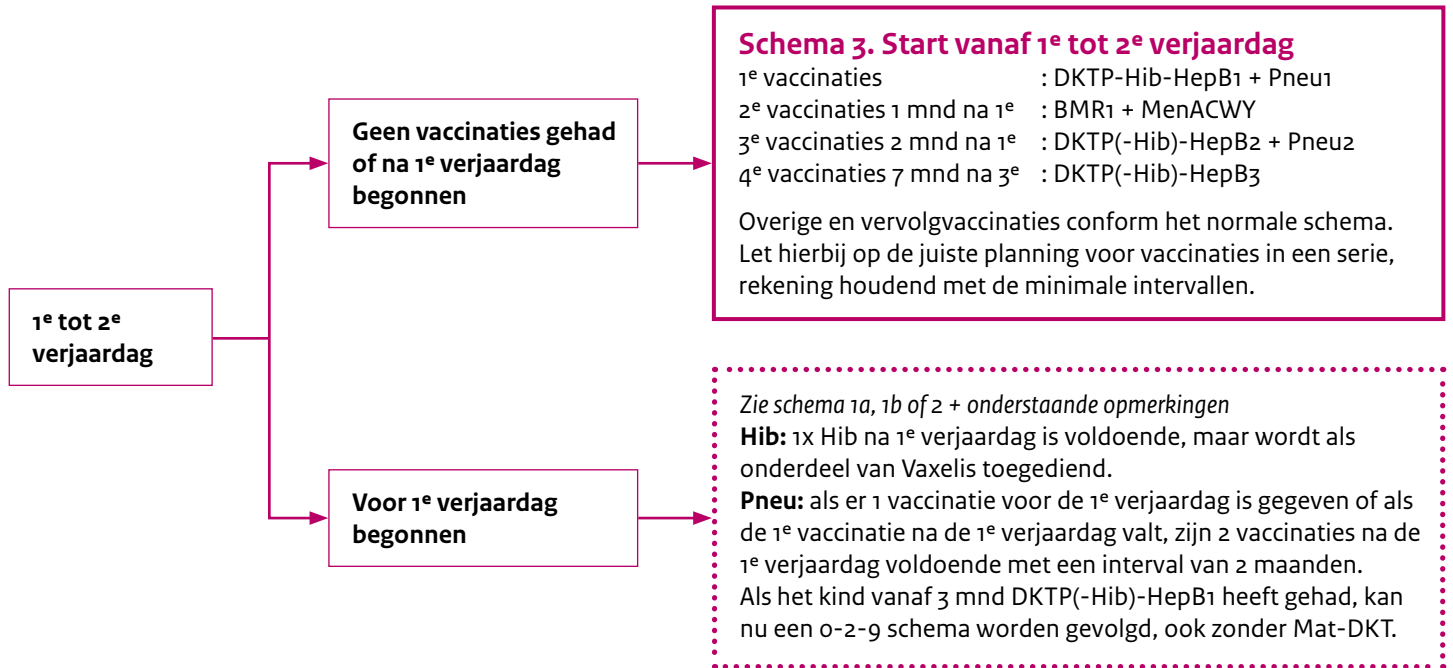 1e tot 2e
verjaardag
Geen vaccinaties gehad
of na 1e verjaardag
begonnen
Schema 3. Start vanaf 1e tot 2e verjaardag
1e vaccinaties : DKTP-Hib-HepB1 + Pneu1
2e vaccinaties 1 mnd na 1e : BMR1 + MenACWY
3e vaccinaties 2 mnd na 1e : DKTP(-Hib)-HepB2 + Pneu2
4e vaccinaties 7 mnd na 3e : DKTP(-Hib)-HepB3
Overige en vervolgvaccinaties conform het normale schema.
Let hierbij op de juiste planning voor vaccinaties in een serie,
rekening houdend met de minimale intervallen.
Voor 1e verjaardag
begonnen
Zie schema 1a, 1b of 2 + onderstaande opmerkingen
Hib: 1x Hib na 1e verjaardag is voldoende, maar wordt als
onderdeel van Vaxelis toegediend.
Pneu: als er 1 vaccinatie voor de 1e verjaardag is gegeven of als
de 1e vaccinatie na de 1e verjaardag valt, zijn 2 vaccinaties na de
1e verjaardag voldoende met een interval van 2 maanden.
Als het kind vanaf 3 mnd DKTP(-Hib)-HepB1 heeft gehad, kan
nu een 0-2-9 schema worden gevolgd, ook zonder Mat-DKT.